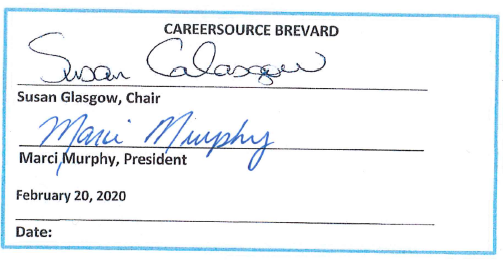 CAREERSOURCE BREVARD
Susan Glasgow
Susan Glasgow, Chair
Marci Murphy
Marci Murphy, President
February 20, 2020
Date: